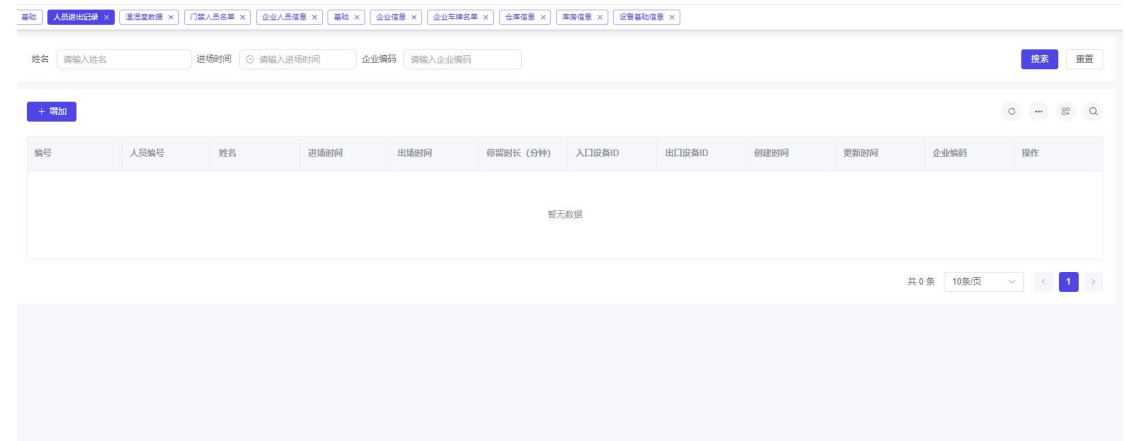 基础 人员进出记录 × 温湿度数据 × 门禁人员名单 × 企业人员信息 × 基础 × 企业信息 × 企业车牌名单 × 仓库信息 × 库房信息 × 设备基础信息 ×
姓名 请输入姓名 进场时间 请输入进场时间 企业编码 请输入企业编码 搜索 重置
+ 增加
编号 人员编号 姓名 进场时间 出场时间 停留时长（分钟） 入口设备ID 出口设备ID 创建时间 更新时间 企业编码 操作
暂无数据
共 0 条 10条/页 < 1 >